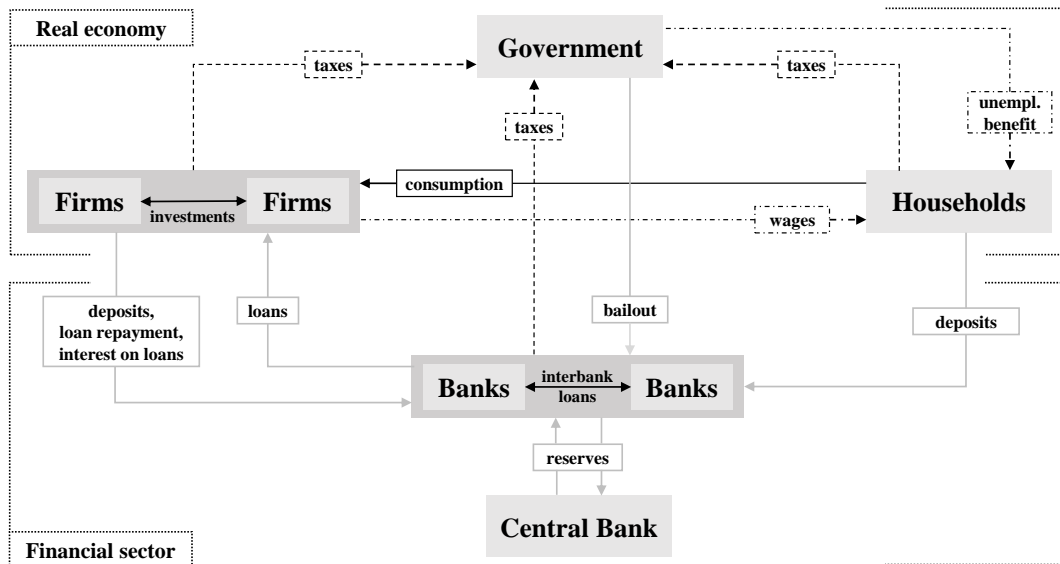 Real economy
Government
taxes
taxes
taxes
unempl.
benefit
consumption
Firms
investments
Firms
Households
wages
deposits,
loan repayment,
interest on loans
loans
bailout
deposits
Banks
interbank
loans
Banks
reserves
Central Bank
Financial sector